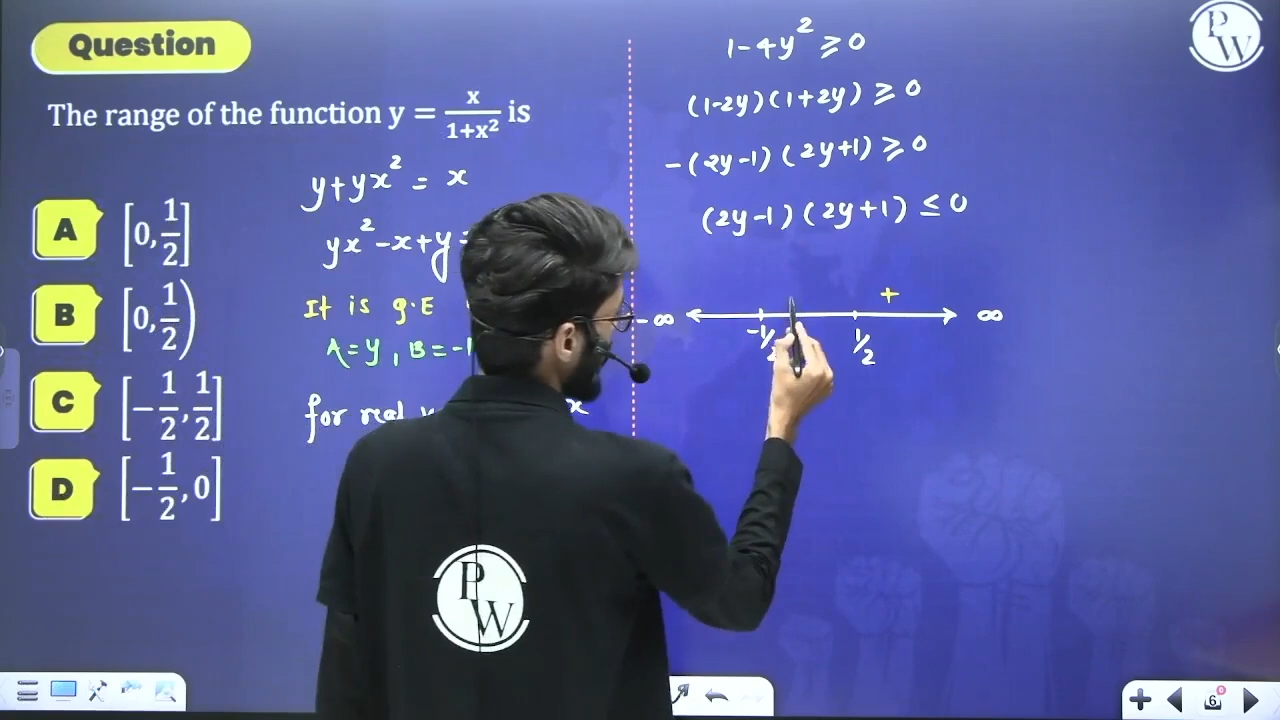 Question
The range of the function y = x/(1+x²) is
A [0, 1/2]
B [0, 1/2)
C [-1/2, 1/2]
D [-1/2, 0]
y+yx² = x
yx² -x+y=
It is Q.E
A=y, B=-1
for real x
1-4y² ≥ 0
(1-2y)(1+2y) ≥ 0
-(2y-1)(2y+1) ≥ 0
(2y-1)(2y+1) ≤ 0
+
-∞ -1/2 1/2 ∞
PW
PW
6